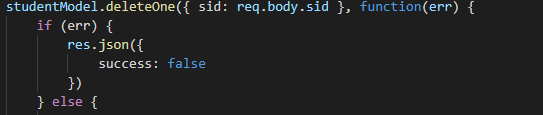 studentModel.deleteOne({ sid: req.body.sid }, function(err) {
    if (err) {
        res.json({
            success: false
        })
    } else {